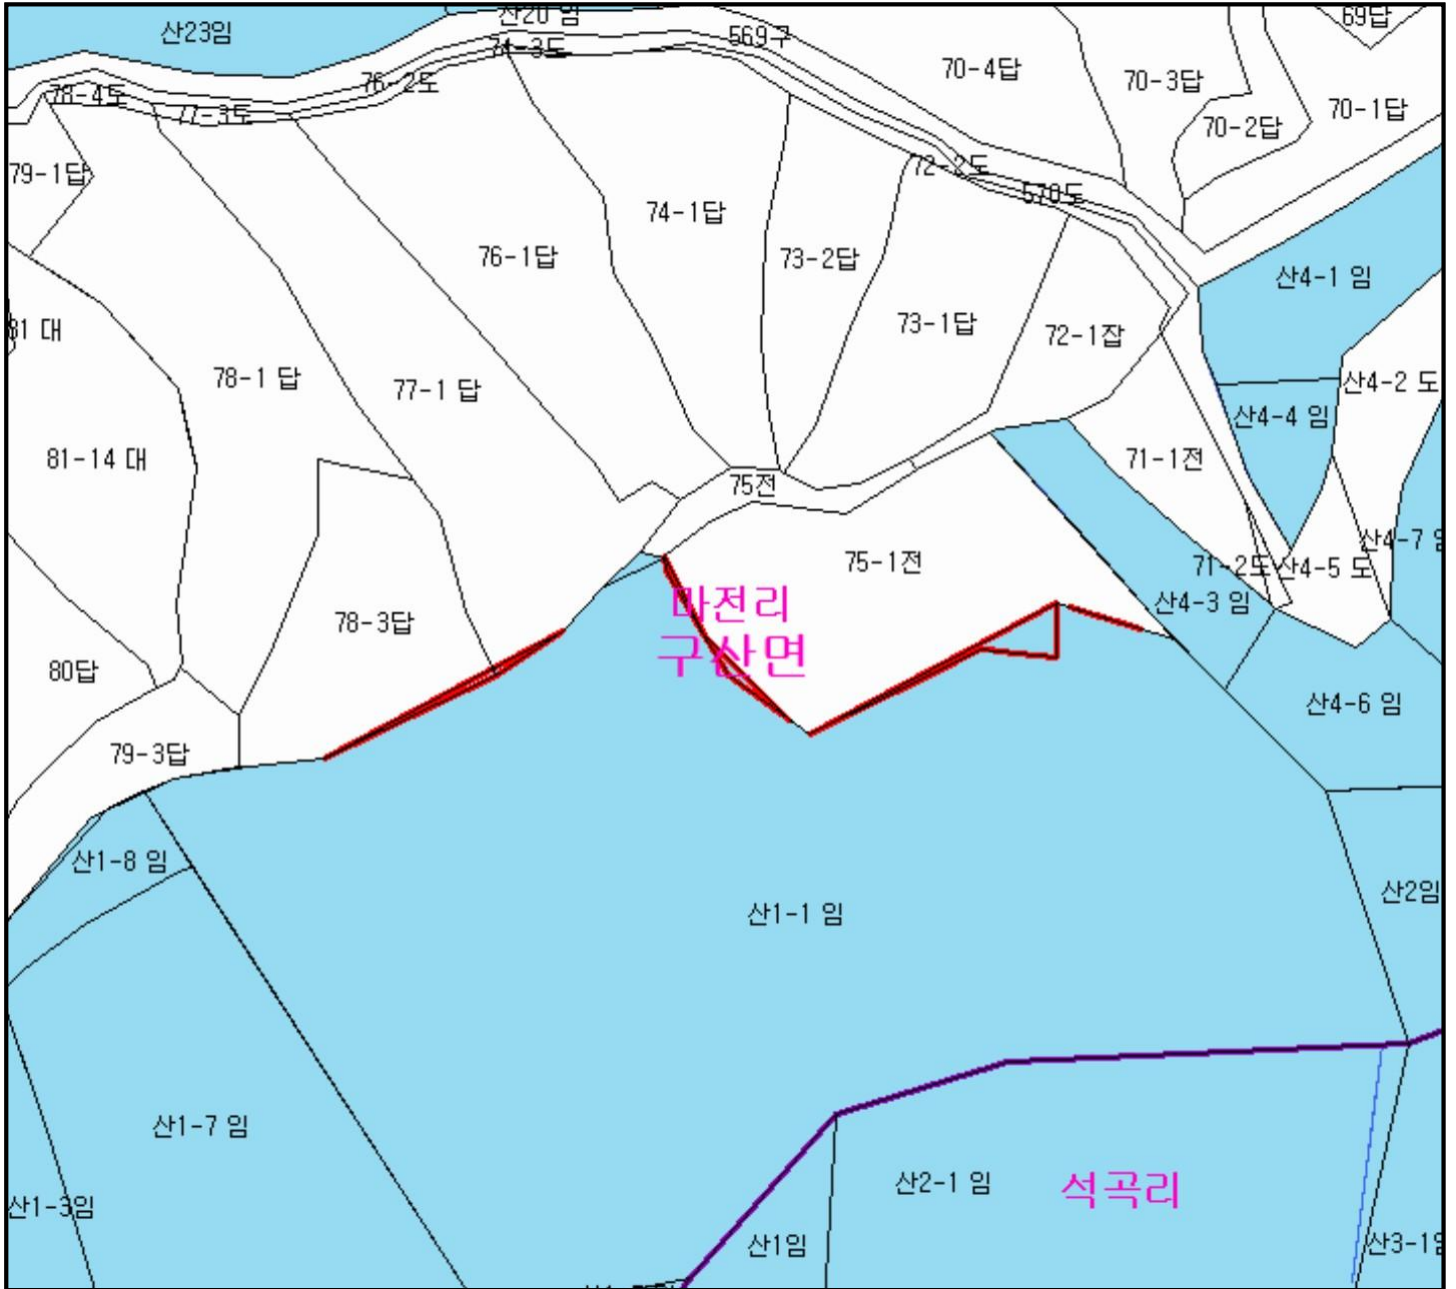 산23임
산20 임
569구
69답
74-3도
76-2도
70-4답
70-3답
78-4도
77-3도
70-2답
70-1답
79-1답
72-2도
570도
74-1답
76-1답
73-2답
산4-1 임
81 대
73-1답
72-1잡
78-1 답
77-1 답
산4-2 도
산4-4 임
81-14 대
71-1전
75전
산4-7 임
75-1전
71-2도
산4-5 도
마전리
산4-3 임
78-3답
구산면
80답
산4-6 임
79-3답
산1-8 임
산2임
산1-1 임
산1-7 임
산2-1 임
석곡리
산1-3임
산1임
산3-1임